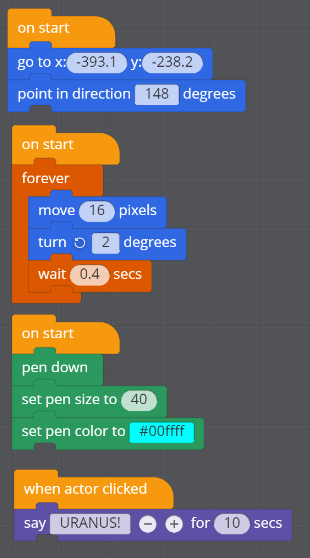 on start
go to x: -393.1 y: -238.2
point in direction 148 degrees
on start
forever
move 16 pixels
turn 2 degrees
wait 0.4 secs
on start
pen down
set pen size to 40
set pen color to #00ffff
when actor clicked
say URANUS! − + for 10 secs